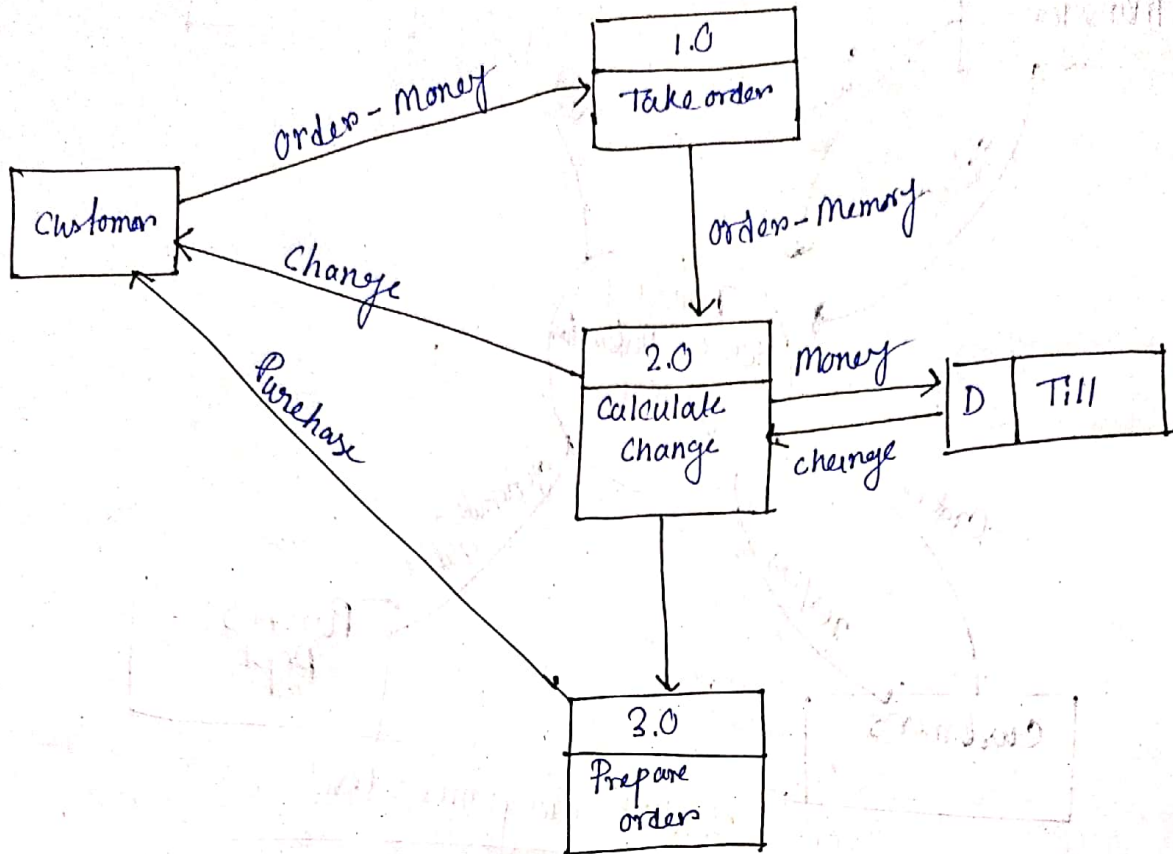 1.0
Take order
Order-Money
Customer
Order-Memory
Change
2.0
Calculate
Change
Money
D Till
change
Purchase
3.0
Prepare
order